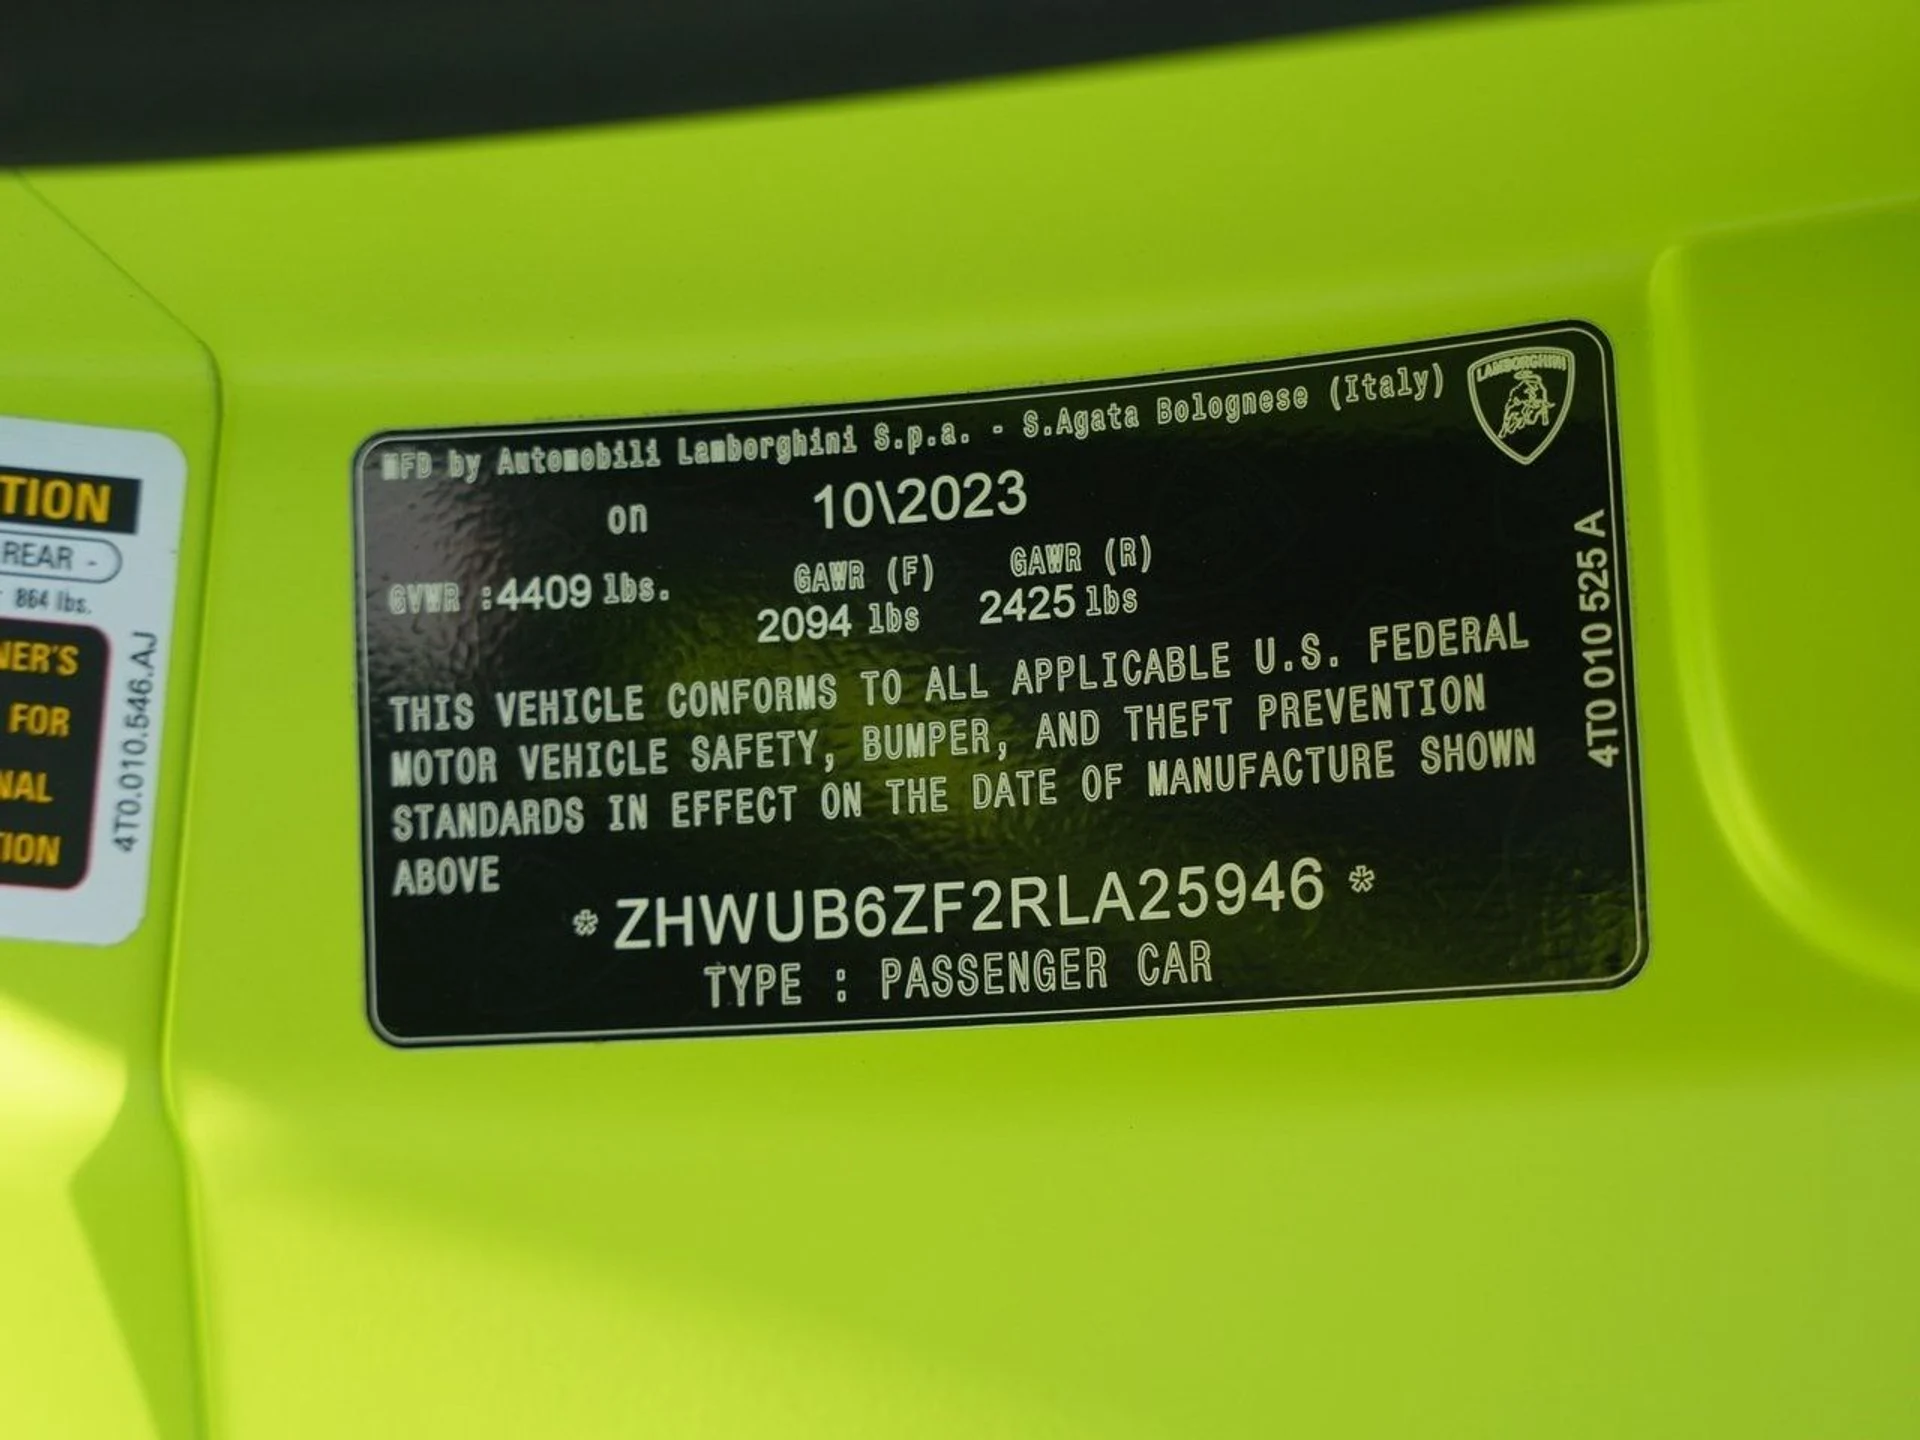 TION
REAR -
864 lbs.
NER'S
FOR
NAL
TION
4T0.010.546.AJ
MFD by Automobili Lamborghini S.p.a. - S.Agata Bolognese (Italy)
LAMBORGHINI
on 10\2023
GVWR :4409 lbs. GAWR (F) GAWR (R)
2094 lbs 2425 lbs
THIS VEHICLE CONFORMS TO ALL APPLICABLE U.S. FEDERAL
MOTOR VEHICLE SAFETY, BUMPER, AND THEFT PREVENTION
STANDARDS IN EFFECT ON THE DATE OF MANUFACTURE SHOWN
ABOVE
* ZHWUB6ZF2RLA25946 *
TYPE : PASSENGER CAR
4T0 010 525 A